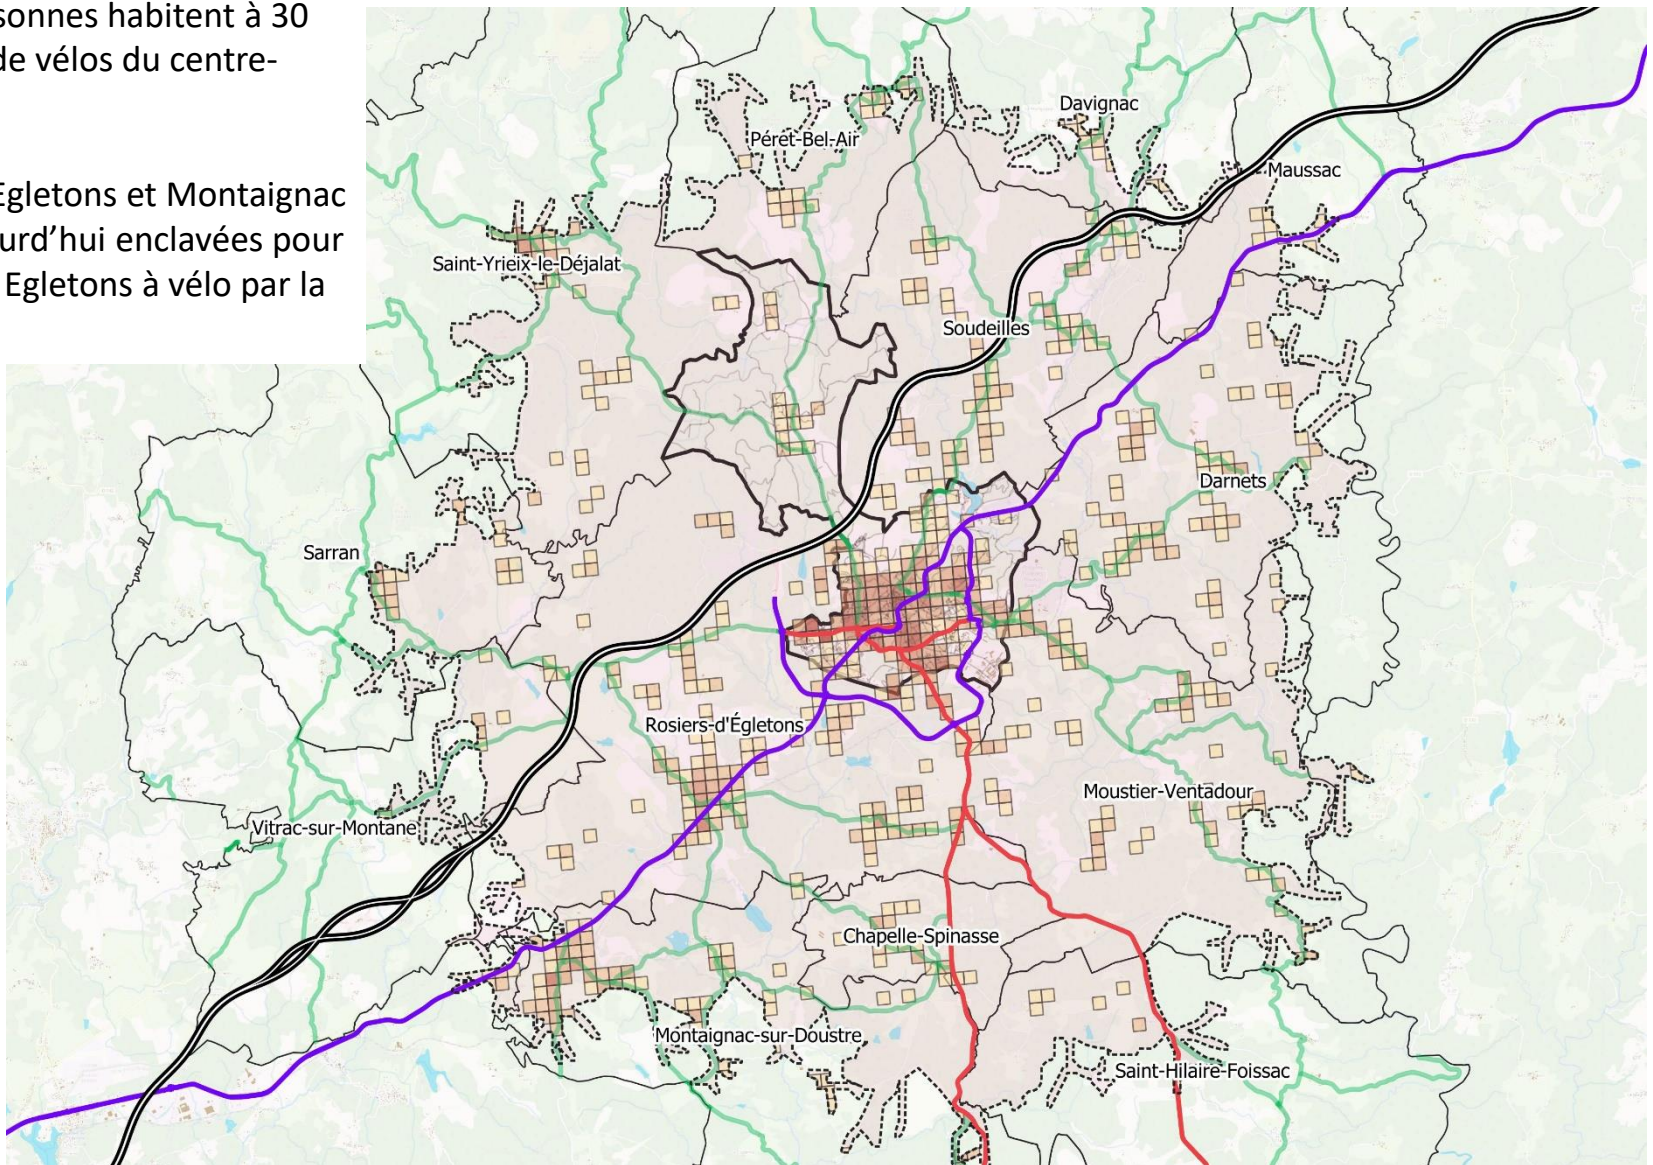 sonnes habitent à 30
de vélos du centre-
Egletons et Montaignac
urd’hui enclavées pour
Egletons à vélo par la
Davignac
Péret-Bel-Air
Maussac
Saint-Yrieix-le-Déjalat
Soudeilles
Darnets
Sarran
Rosiers-d'Égletons
Moustier-Ventadour
Vitrac-sur-Montane
Chapelle-Spinasse
Montaignac-sur-Doustre
Saint-Hilaire-Foissac